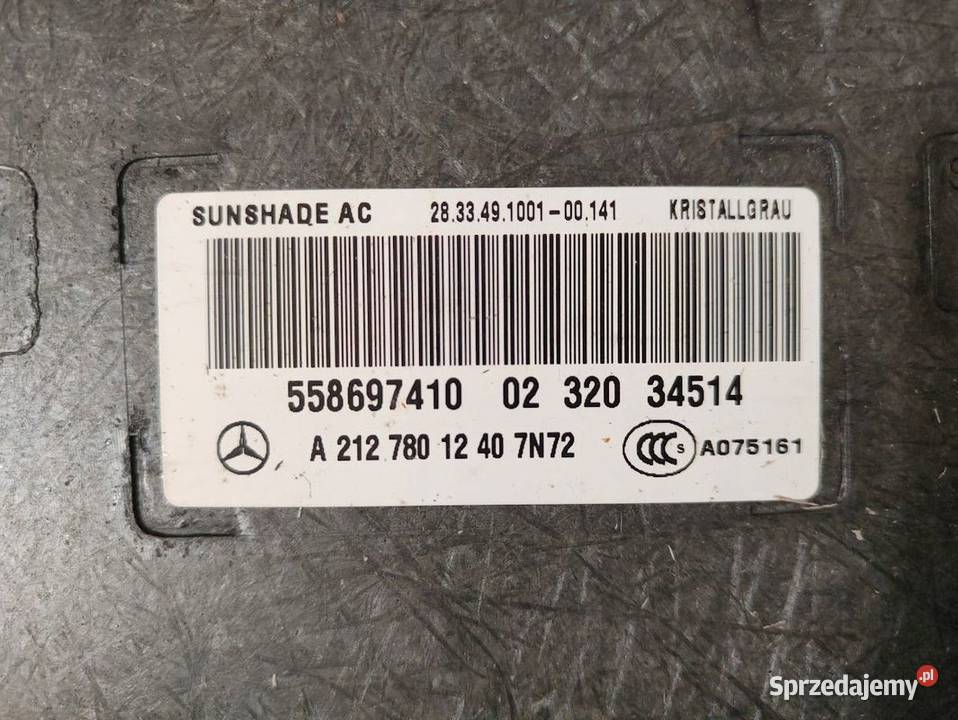 SUNSHADE AC 28.33.49.1001-00.141 KRISTALLGRAU
558697410 02 320 34514
A 212 780 12 40 7N72 CCC S A075161
Sprzedajemy.pl